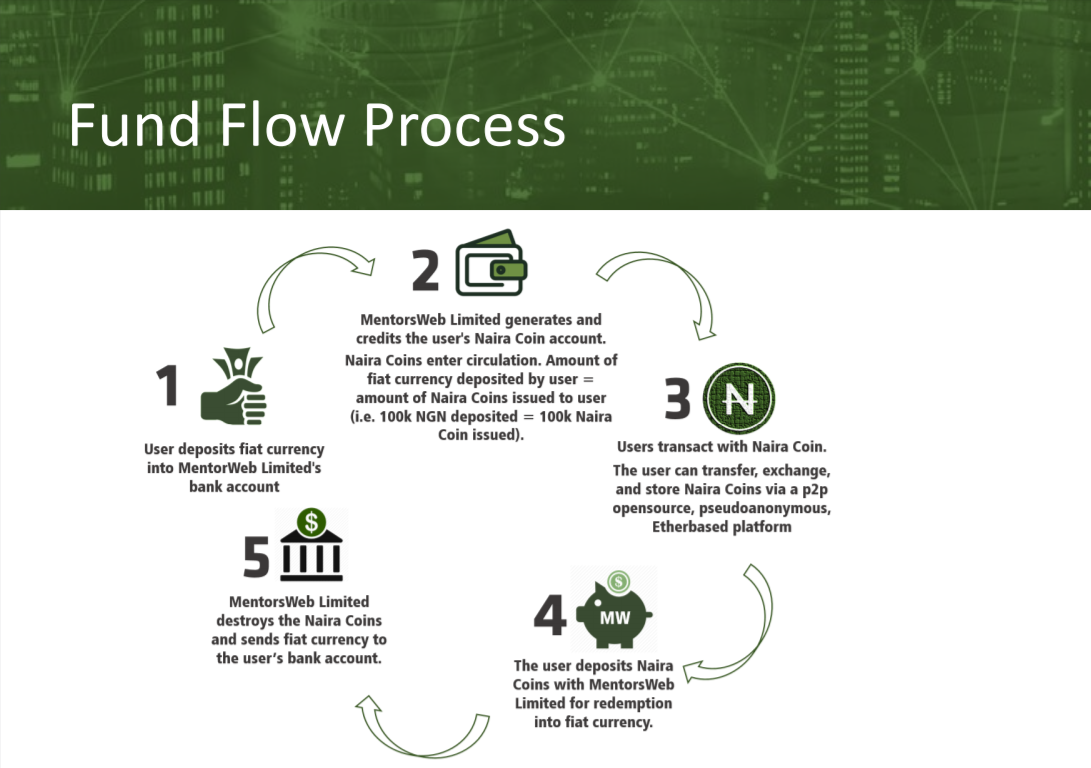 Fund Flow Process
1
User deposits fiat currency
into MentorWeb Limited's
bank account
2
MentorsWeb Limited generates and
credits the user's Naira Coin account.
Naira Coins enter circulation. Amount of
fiat currency deposited by user =
amount of Naira Coins issued to user
(i.e. 100k NGN deposited = 100k Naira
Coin issued).
3
N
Users transact with Naira Coin.
The user can transfer, exchange,
and store Naira Coins via a p2p
opensource, pseudoanonymous,
Etherbased platform
4
$
MW
The user deposits Naira
Coins with MentorsWeb
Limited for redemption
into fiat currency.
5
$
MentorsWeb Limited
destroys the Naira Coins
and sends fiat currency to
the user’s bank account.